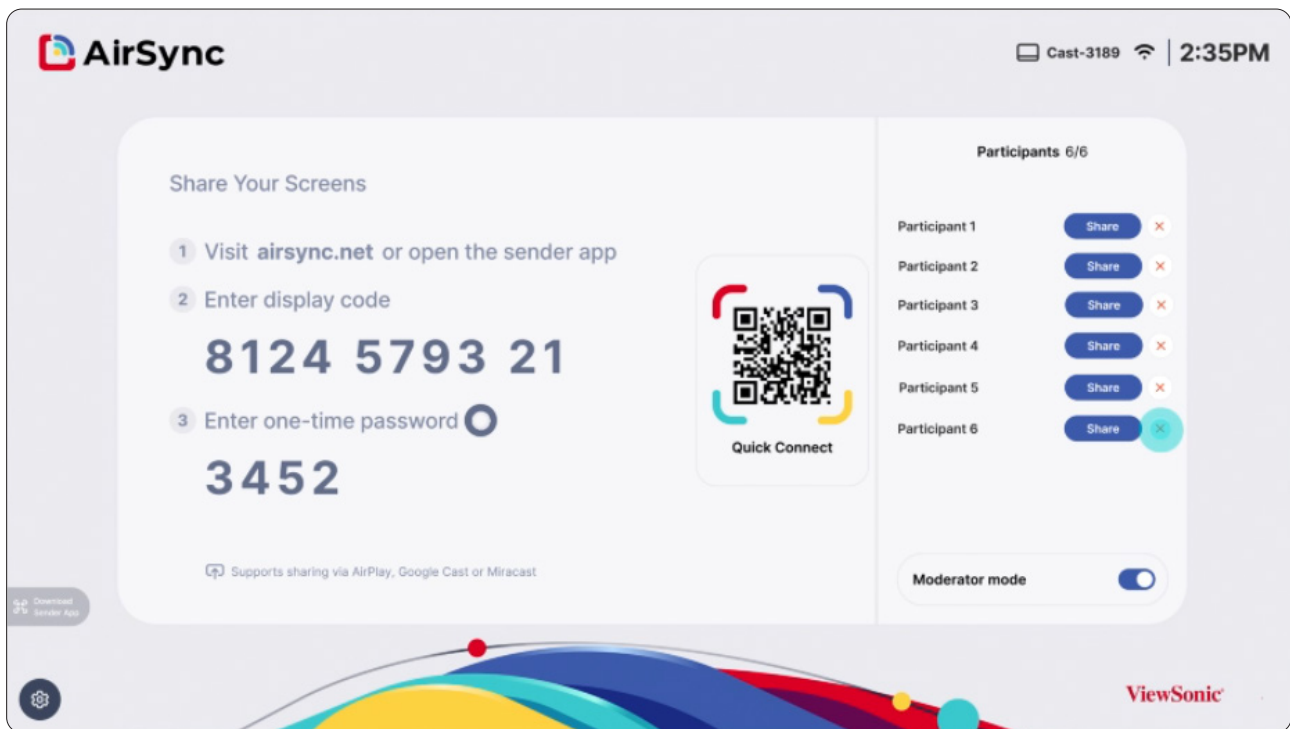 AirSync
Cast-3189
2:35PM
Share Your Screens
1 Visit airsync.net or open the sender app
2 Enter display code
8124 5793 21
3 Enter one-time password
3452
Supports sharing via AirPlay, Google Cast or Miracast
Quick Connect
Participants 6/6
Participant 1 Share
Participant 2 Share
Participant 3 Share
Participant 4 Share
Participant 5 Share
Participant 6 Share
Moderator mode
Download
Sender App
ViewSonic